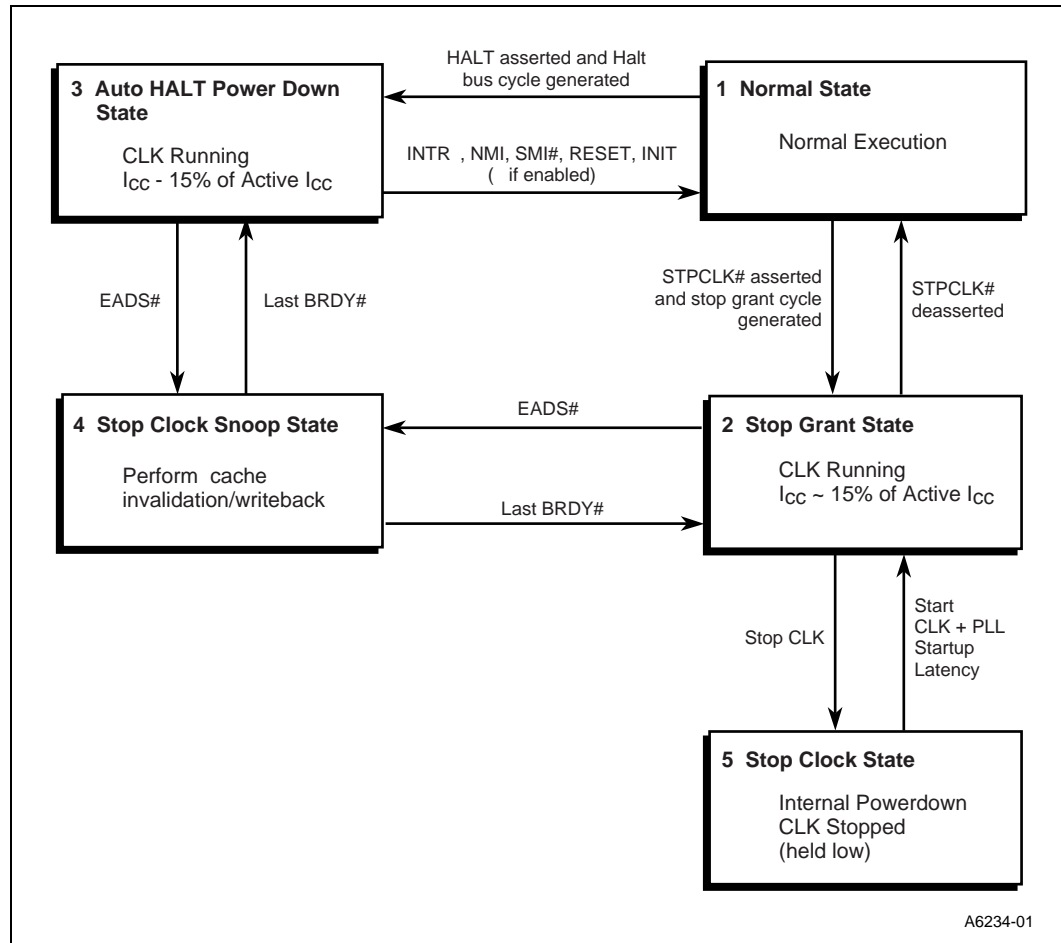 HALT asserted and Halt
bus cycle generated
3 Auto HALT Power Down
State
CLK Running
ICC - 15% of Active ICC
1 Normal State
Normal Execution
INTR , NMI, SMI#, RESET, INIT
( if enabled)
EADS#
Last BRDY#
STPCLK# asserted
and stop grant cycle
generated
STPCLK#
deasserted
4 Stop Clock Snoop State
Perform cache
invalidation/writeback
EADS#
Last BRDY#
2 Stop Grant State
CLK Running
ICC ~ 15% of Active ICC
Stop CLK
Start
CLK + PLL
Startup
Latency
5 Stop Clock State
Internal Powerdown
CLK Stopped
(held low)
A6234-01